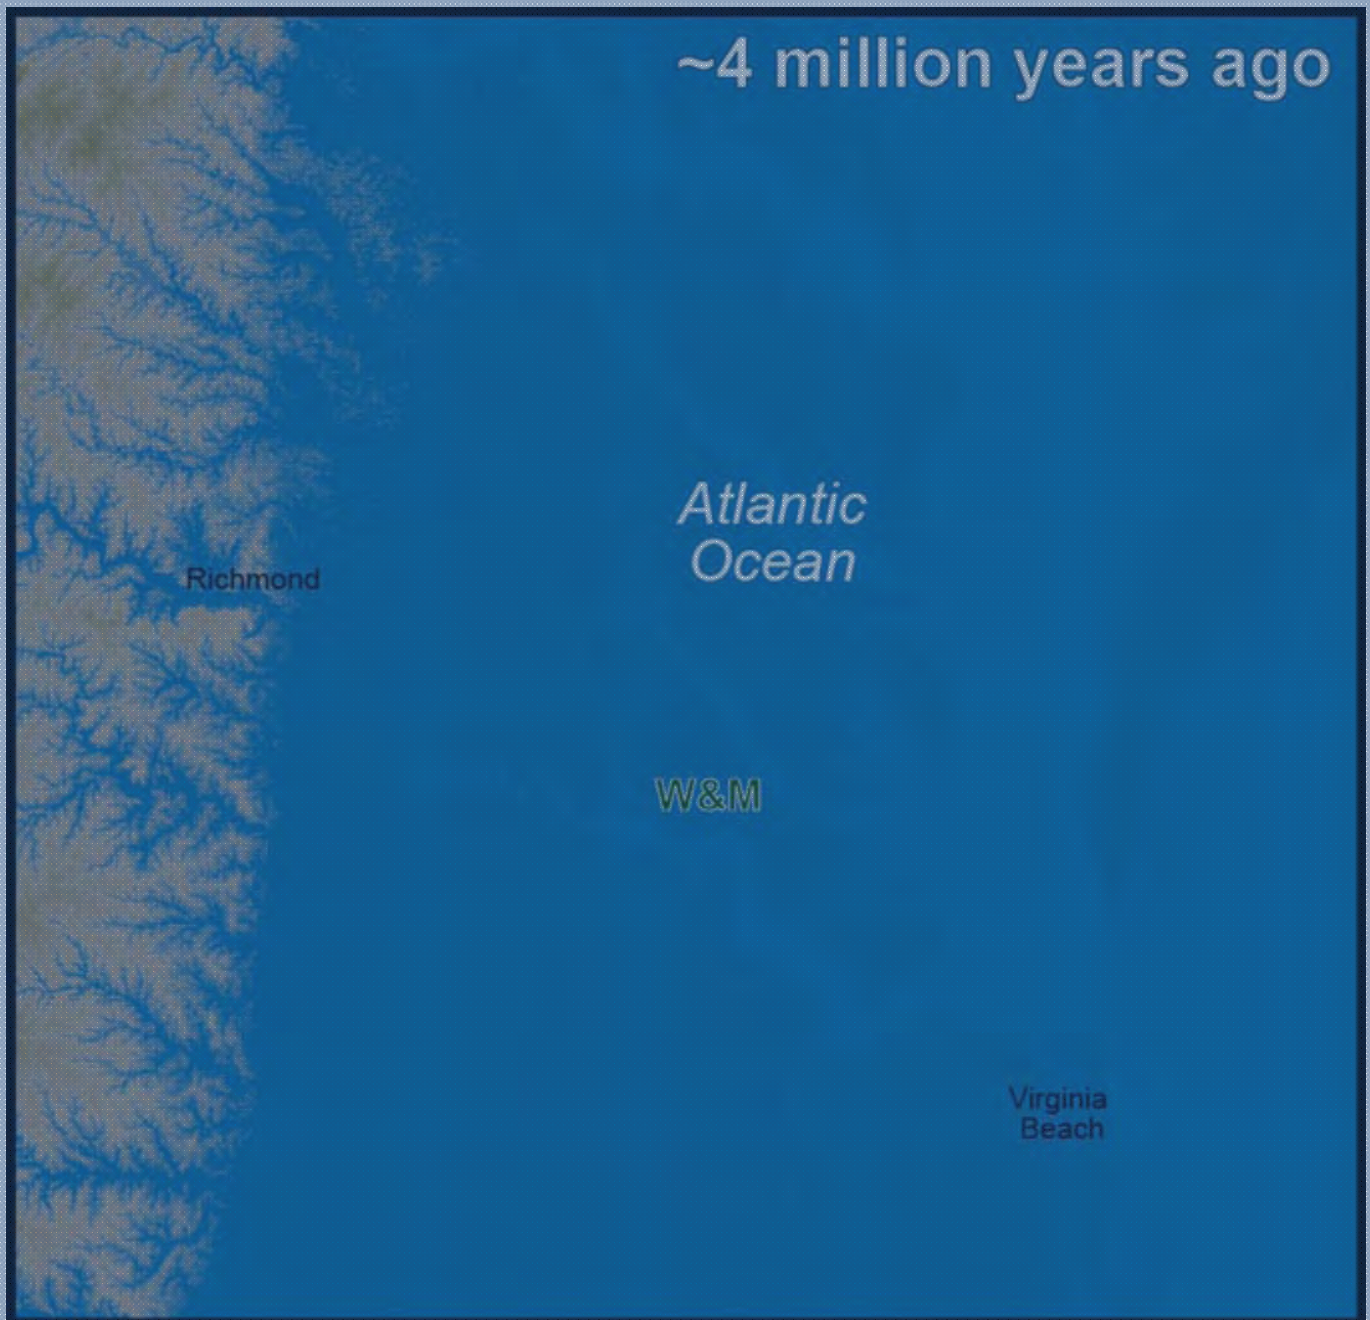 ~4 million years ago
Atlantic
Ocean
Richmond
W&M
Virginia
Beach